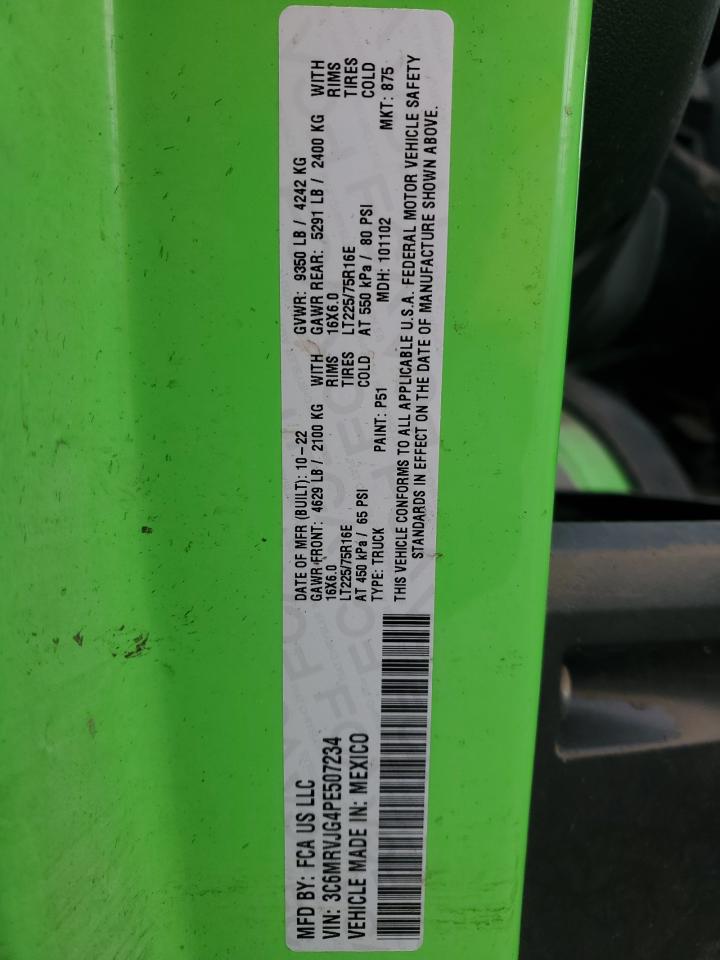 MFD BY: FCA US LLC
VIN: 3C6MRVJG4PE507234
VEHICLE MADE IN: MEXICO
DATE OF MFR (BUILT): 10-22 GVWR: 9350 LB / 4242 KG
GAWR FRONT: 4629 LB / 2100 KG WITH GAWR REAR: 5291 LB / 2400 KG WITH
16X6.0 RIMS 16X6.0 RIMS
LT225/75R16E TIRES LT225/75R16E TIRES
AT 450 kPa / 65 PSI COLD AT 550 kPa / 80 PSI COLD
TYPE: TRUCK PAINT: P51 MDH: 101102 MKT: 875
THIS VEHICLE CONFORMS TO ALL APPLICABLE U.S.A. FEDERAL MOTOR VEHICLE SAFETY
STANDARDS IN EFFECT ON THE DATE OF MANUFACTURE SHOWN ABOVE.